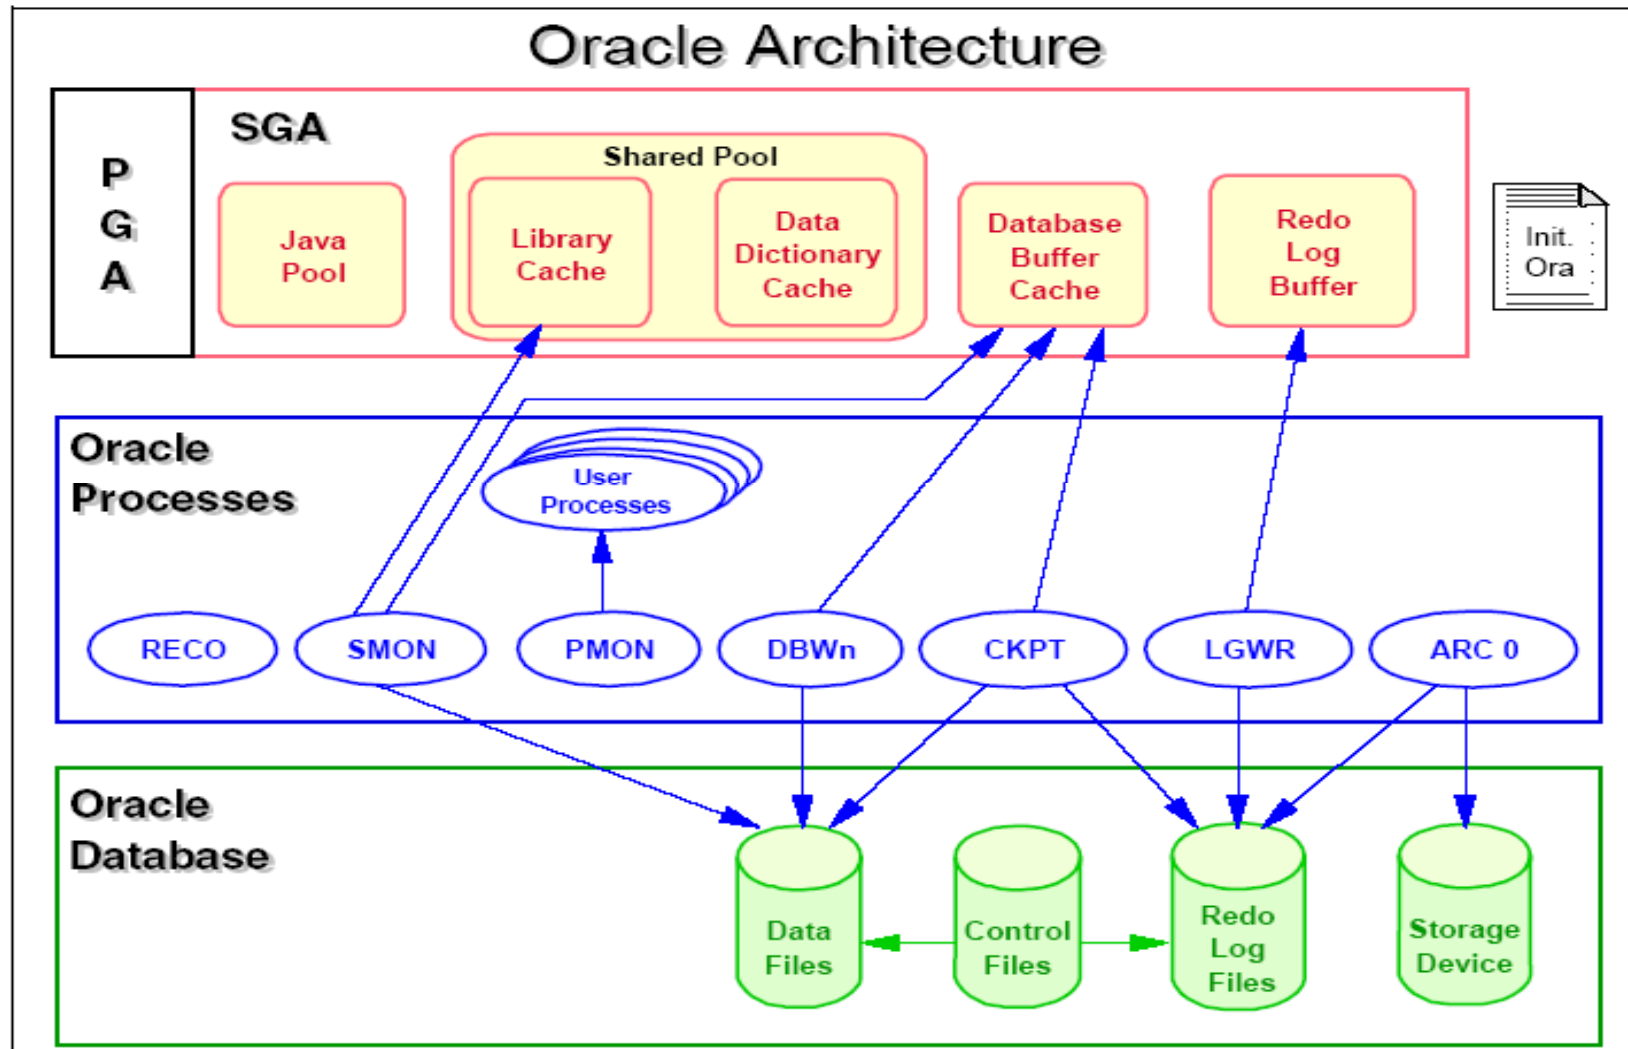 Oracle Architecture
P
G
A
SGA
Shared Pool
Java
Pool
Library
Cache
Data
Dictionary
Cache
Database
Buffer
Cache
Redo
Log
Buffer
Init.
Ora
Oracle
Processes
User
Processes
RECO
SMON
PMON
DBWn
CKPT
LGWR
ARC 0
Oracle
Database
Data
Files
Control
Files
Redo
Log
Files
Storage
Device